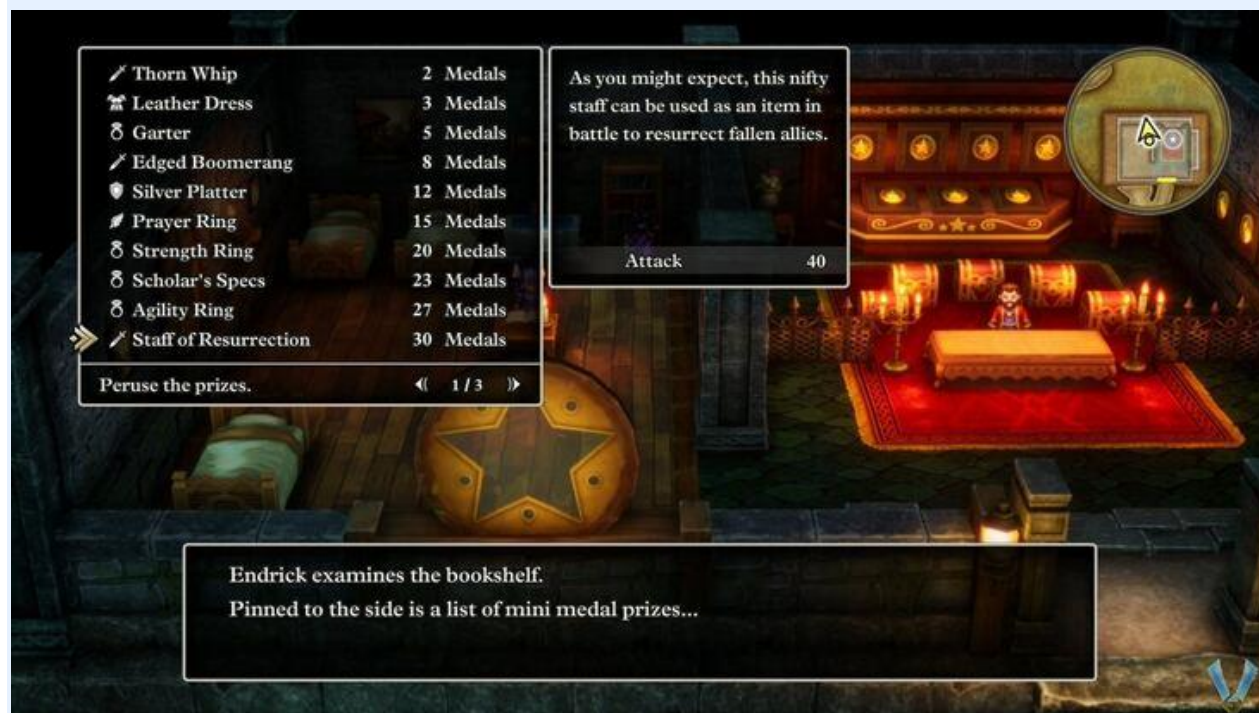 Thorn Whip 2 Medals
Leather Dress 3 Medals
Garter 5 Medals
Edged Boomerang 8 Medals
Silver Platter 12 Medals
Prayer Ring 15 Medals
Strength Ring 20 Medals
Scholar's Specs 23 Medals
Agility Ring 27 Medals
Staff of Resurrection 30 Medals
Peruse the prizes. 1 / 3
As you might expect, this nifty
staff can be used as an item in
battle to resurrect fallen allies.
Attack 40
Endrick examines the bookshelf.
Pinned to the side is a list of mini medal prizes...